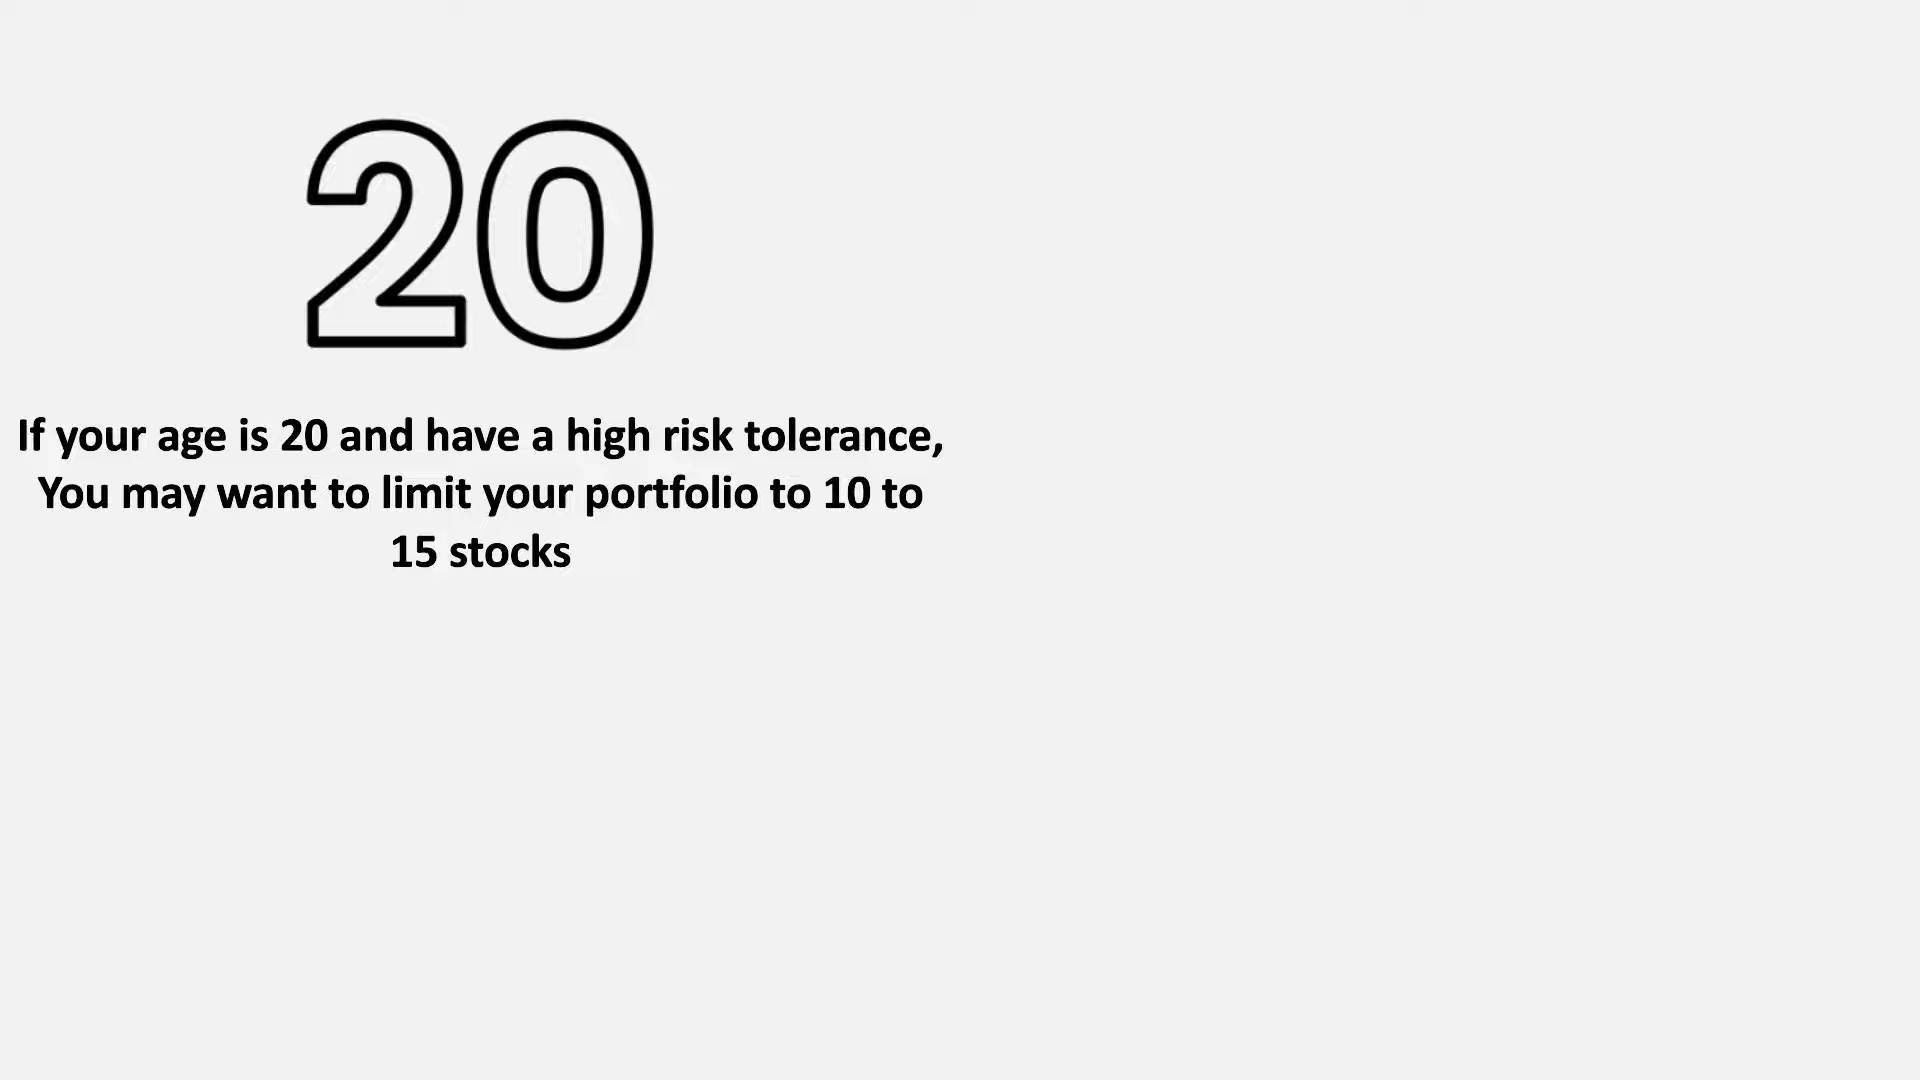 20
If your age is 20 and have a high risk tolerance,
You may want to limit your portfolio to 10 to
15 stocks